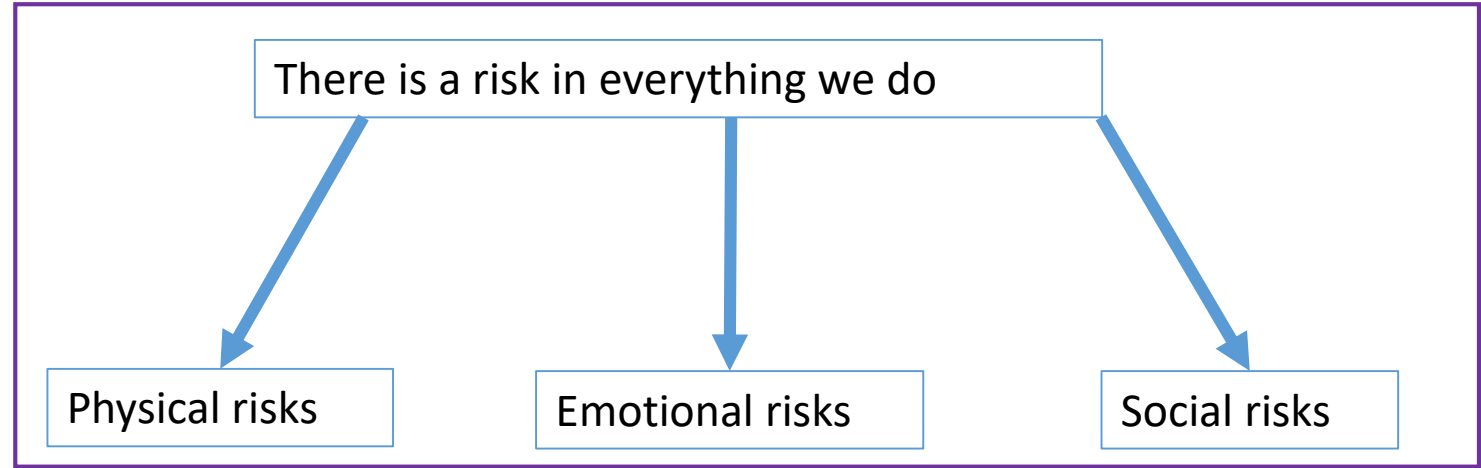 There is a risk in everything we do
Physical risks
Emotional risks
Social risks